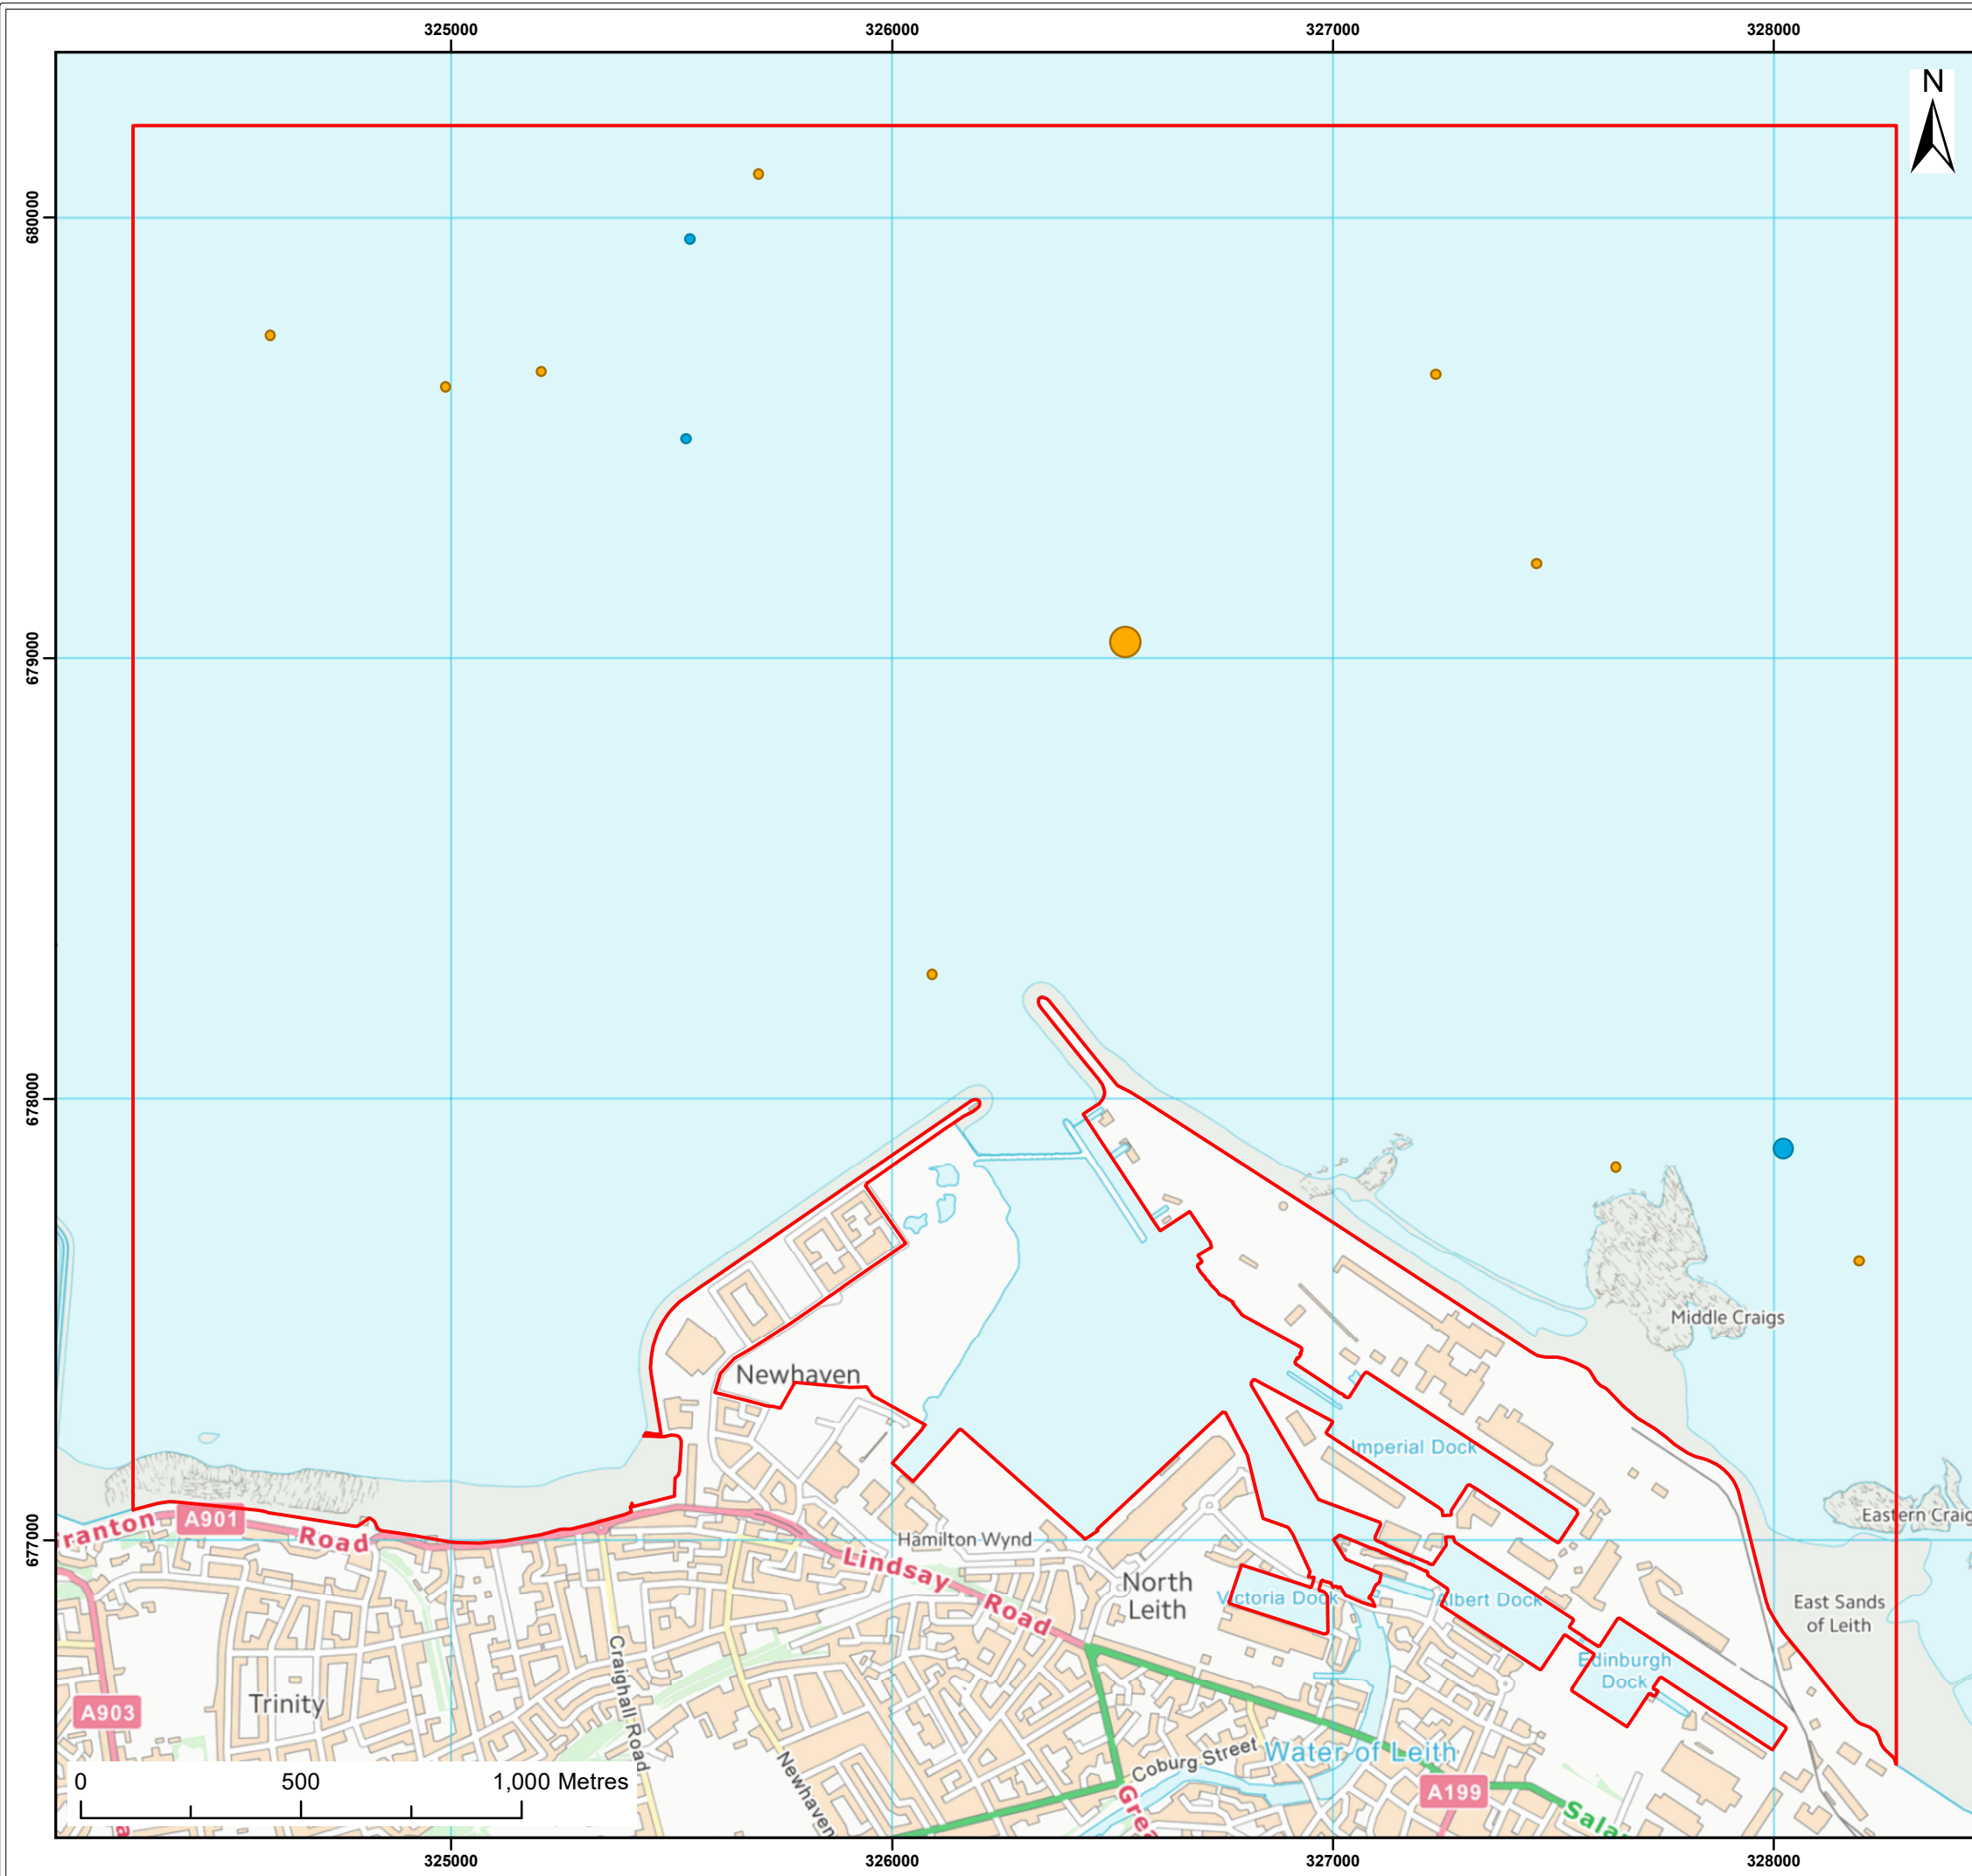 325000
326000
327000
328000
N
680000
679000
678000
677000
Newhaven
Middle Craigs
Imperial Dock
Eastern Craig
A901
Road
Hamilton Wynd
Lindsay
Road
North
Leith
Victoria Dock
Albert Dock
East Sands
of Leith
Edinburgh
Dock
Trinity
A903
Craighall Road
Newhaven
Coburg Street
Water of Leith
A199
0
500
1,000 Metres
325000
326000
327000
328000